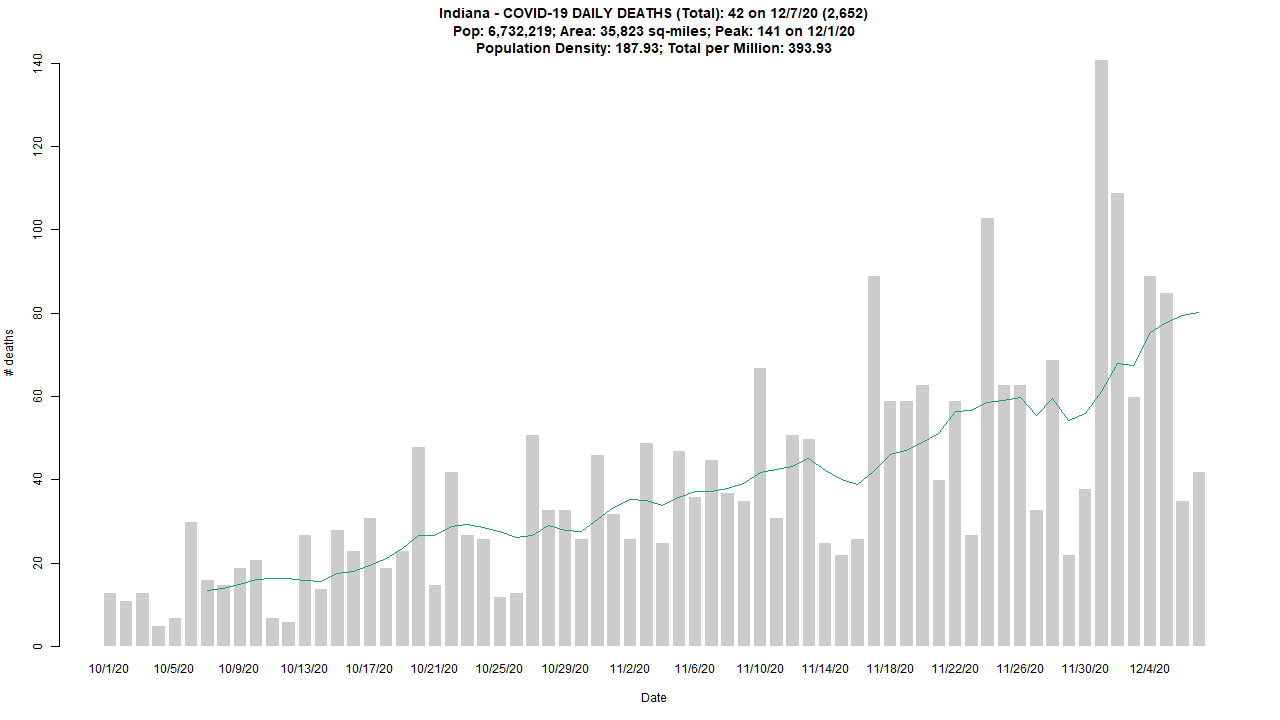 Indiana - COVID-19 DAILY DEATHS (Total): 42 on 12/7/20 (2,652)
Pop: 6,732,219; Area: 35,823 sq-miles; Peak: 141 on 12/1/20
Population Density: 187.93; Total per Million: 393.93
140
120
100
80
60
40
20
0
# deaths
10/1/20 10/5/20 10/9/20 10/13/20 10/17/20 10/21/20 10/25/20 10/29/20 11/2/20 11/6/20 11/10/20 11/14/20 11/18/20 11/22/20 11/26/20 11/30/20 12/4/20
Date